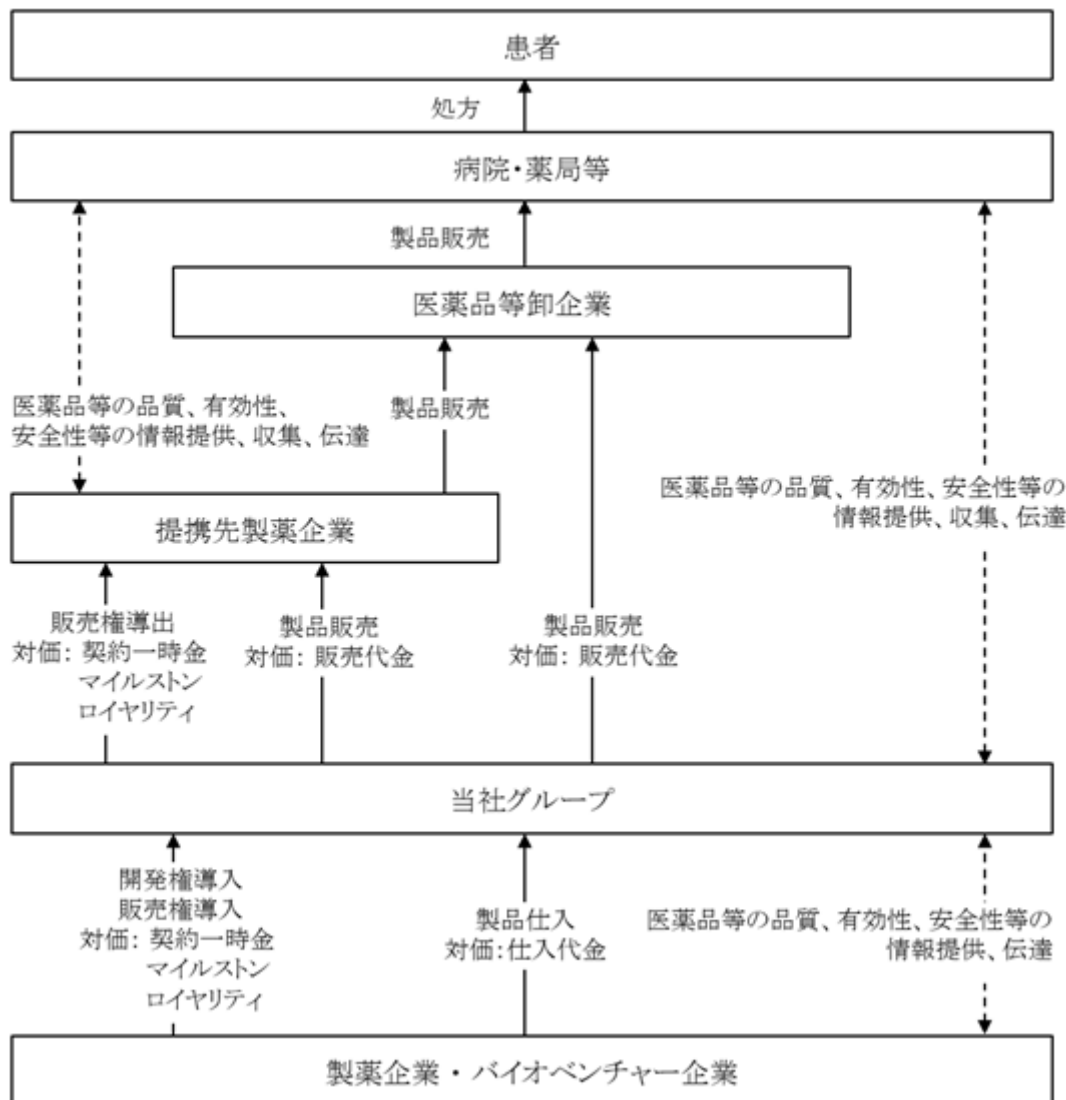 患者
処方
病院・薬局等
製品販売
医薬品等卸企業
医薬品等の品質、有効性、
安全性等の情報提供、収集、伝達
製品販売
医薬品等の品質、有効性、安全性等の
情報提供、収集、伝達
提携先製薬企業
販売権導出
対価: 契約一時金
マイルストン
ロイヤリティ
製品販売
対価: 販売代金
製品販売
対価: 販売代金
当社グループ
開発権導入
販売権導入
対価: 契約一時金
マイルストン
ロイヤリティ
製品仕入
対価:仕入代金
医薬品等の品質、有効性、安全性等の
情報提供、伝達
製薬企業・バイオベンチャー企業